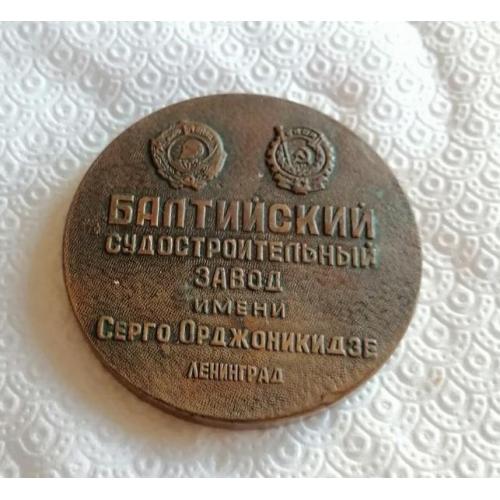 БАЛТИЙСКИЙ
СУДОСТРОИТЕЛЬНЫЙ
ЗАВОД
ИМЕНИ
СЕРГО ОРДЖОНИКИДЗЕ
ЛЕНИНГРАД